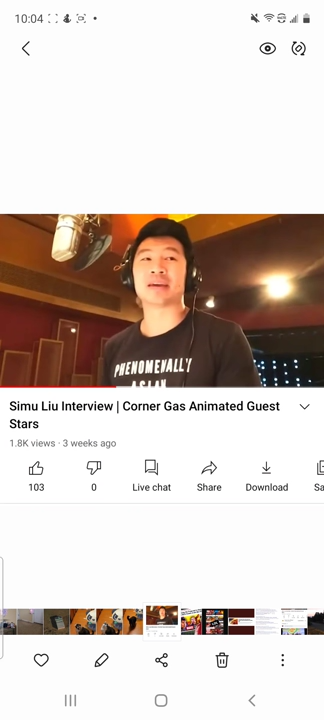 10:04
PHENOMENALLY
ASIAN
Simu Liu Interview | Corner Gas Animated Guest
Stars
1.8K views · 3 weeks ago
103
0
Live chat
Share
Download
Sa